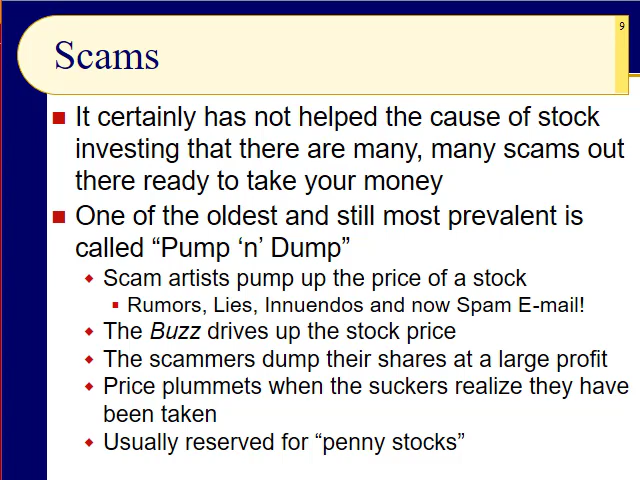 9
Scams
It certainly has not helped the cause of stock
investing that there are many, many scams out
there ready to take your money
One of the oldest and still most prevalent is
called “Pump ‘n’ Dump”
Scam artists pump up the price of a stock
Rumors, Lies, Innuendos and now Spam E-mail!
The Buzz drives up the stock price
The scammers dump their shares at a large profit
Price plummets when the suckers realize they have
been taken
Usually reserved for “penny stocks”